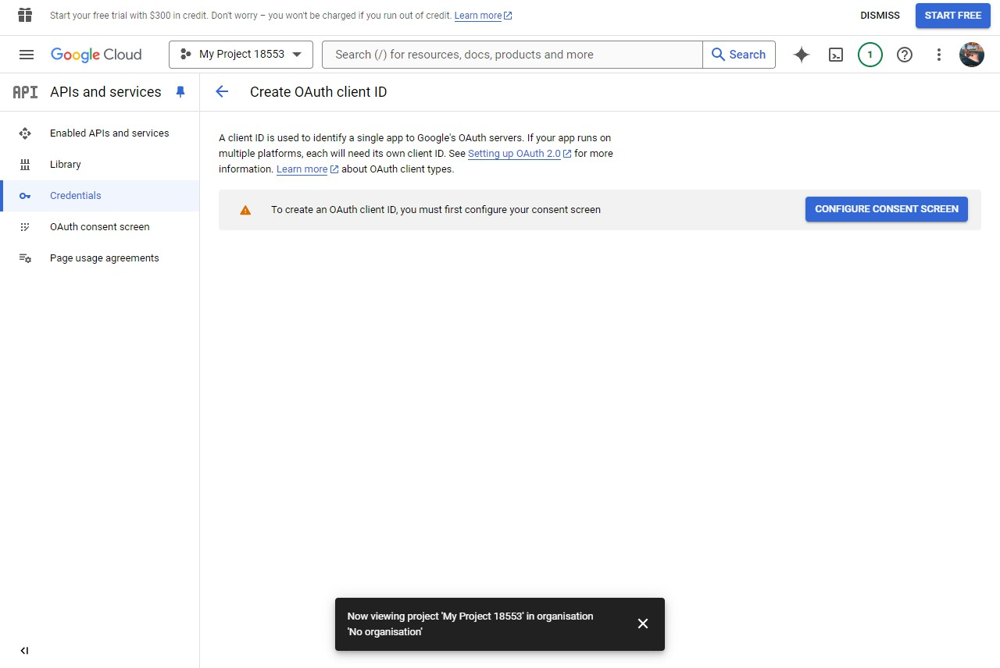 Start your free trial with $300 in credit. Don't worry – you won't be charged if you run out of credit. Learn more
DISMISS
START FREE
Google Cloud
My Project 18553
Search (/) for resources, docs, products and more
Search
1
API
APIs and services
Create OAuth client ID
Enabled APIs and services
Library
Credentials
OAuth consent screen
Page usage agreements
A client ID is used to identify a single app to Google's OAuth servers. If your app runs on
multiple platforms, each will need its own client ID. See Setting up OAuth 2.0 for more
information. Learn more about OAuth client types.
To create an OAuth client ID, you must first configure your consent screen
CONFIGURE CONSENT SCREEN
Now viewing project 'My Project 18553' in organisation
'No organisation'